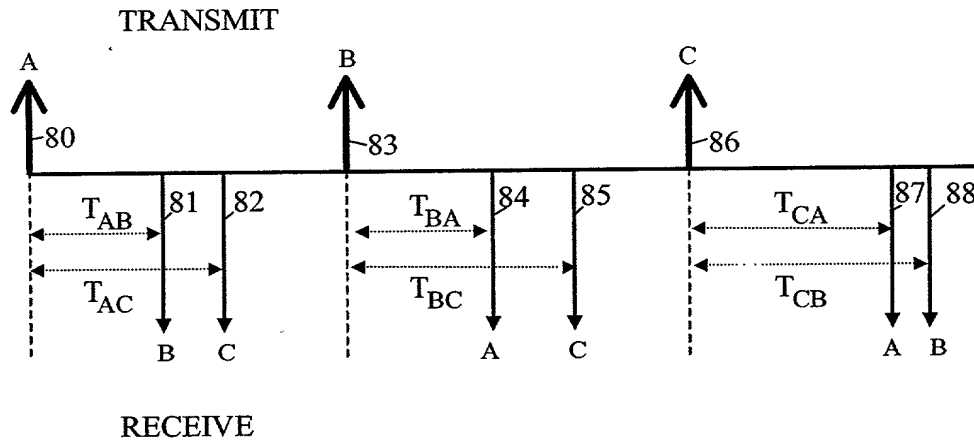 TRANSMIT
A B C
80 83 86
81 82 84 85 87 88
T_AB T_BA T_CA
T_AC T_BC T_CB
B C A C A B
RECEIVE